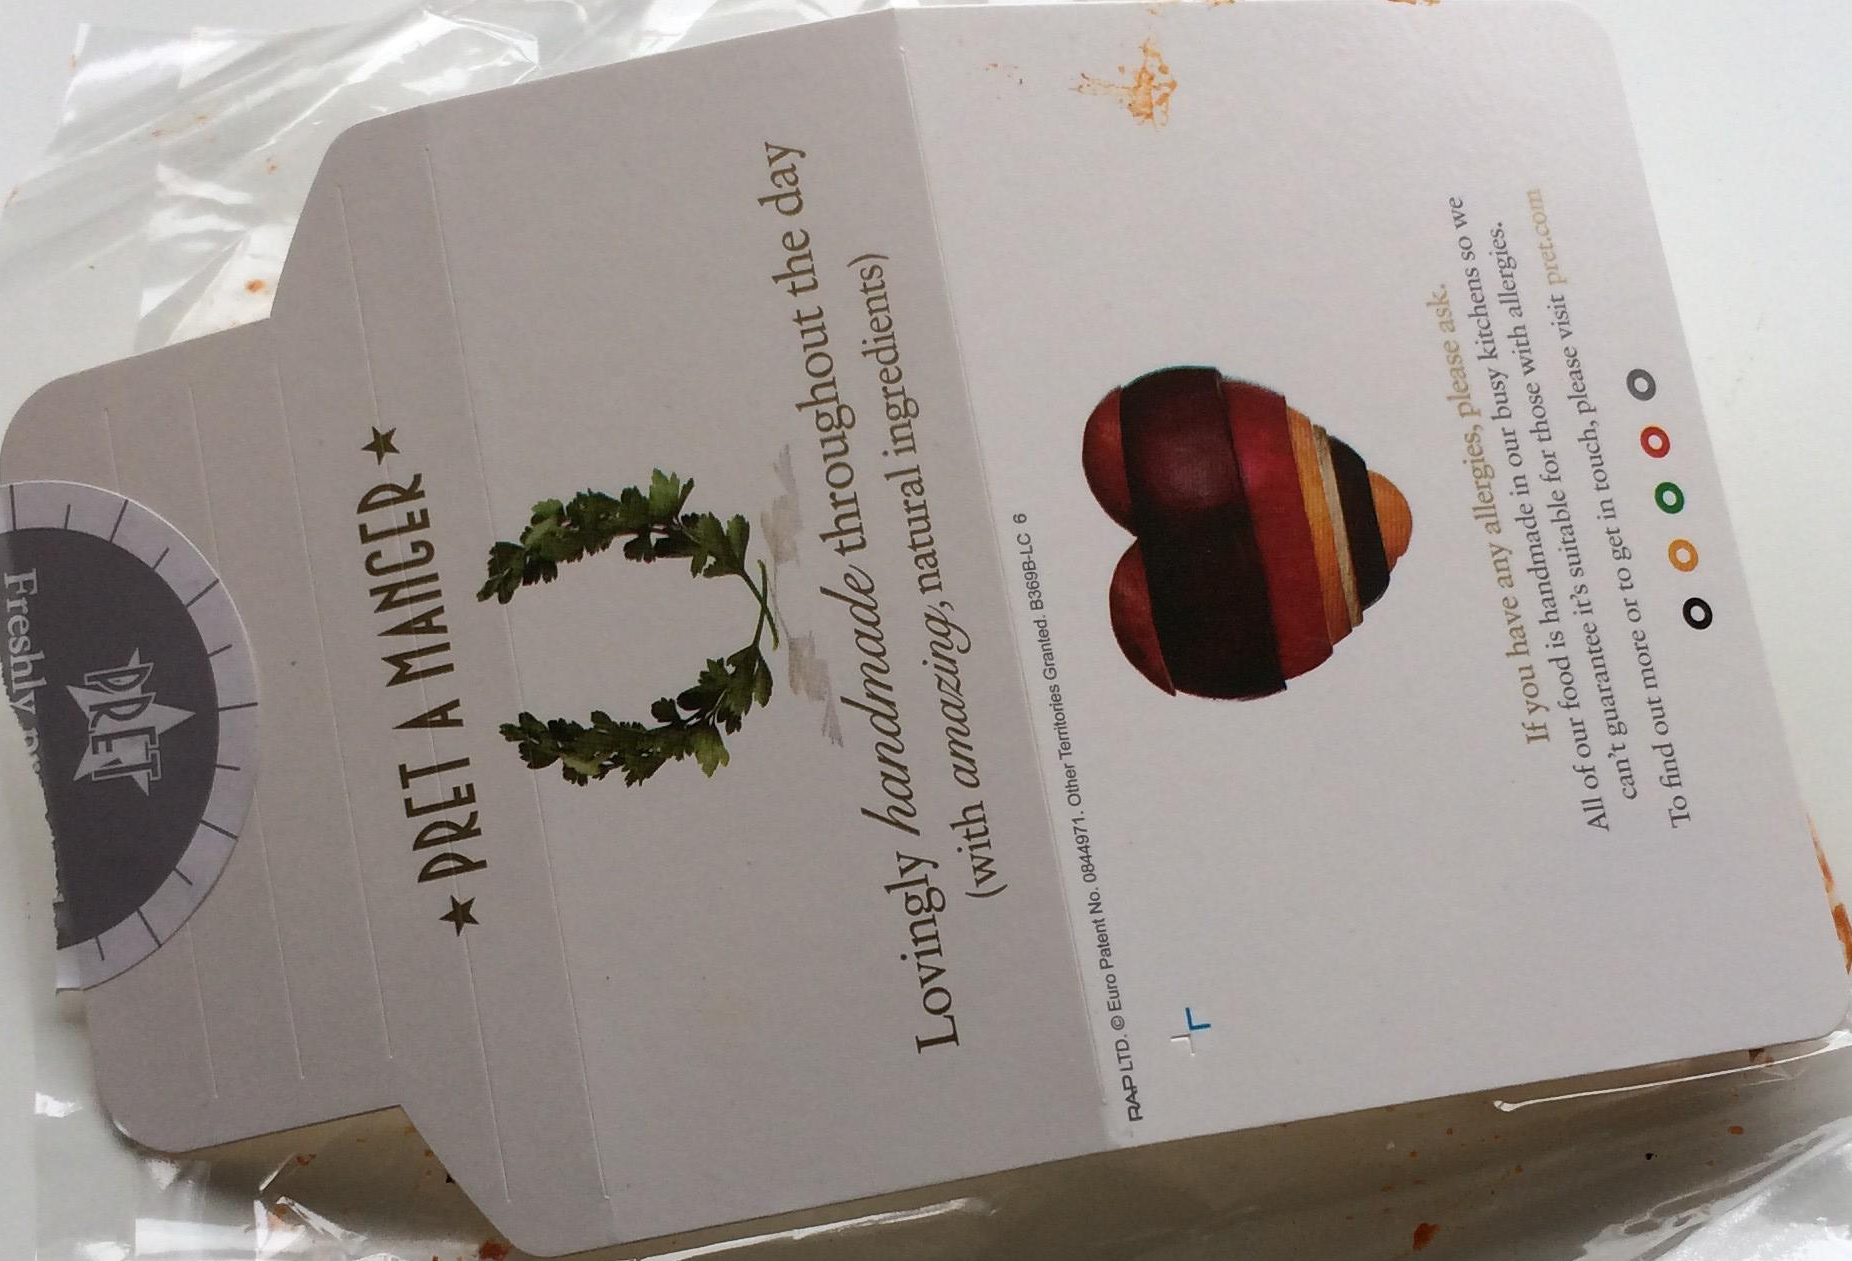 PRET
Freshly
★ PRET A MANGER ★
Lovingly handmade throughout the day
(with amazing, natural ingredients)
RAP LTD. © Euro Patent No. 0844971. Other Territories Granted. B369B-LC 6
If you have any allergies, please ask.
All of our food is handmade in our busy kitchens so we
can't guarantee it's suitable for those with allergies.
To find out more or to get in touch, please visit pret.com